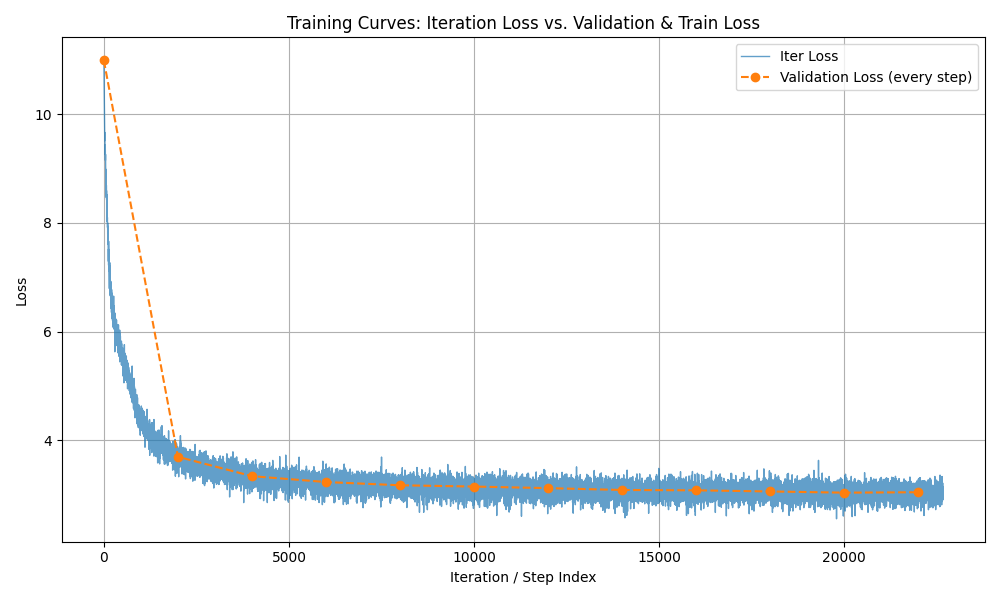 Training Curves: Iteration Loss vs. Validation & Train Loss
Iter Loss
Validation Loss (every step)
Loss
10
8
6
4
0
5000
10000
15000
20000
Iteration / Step Index